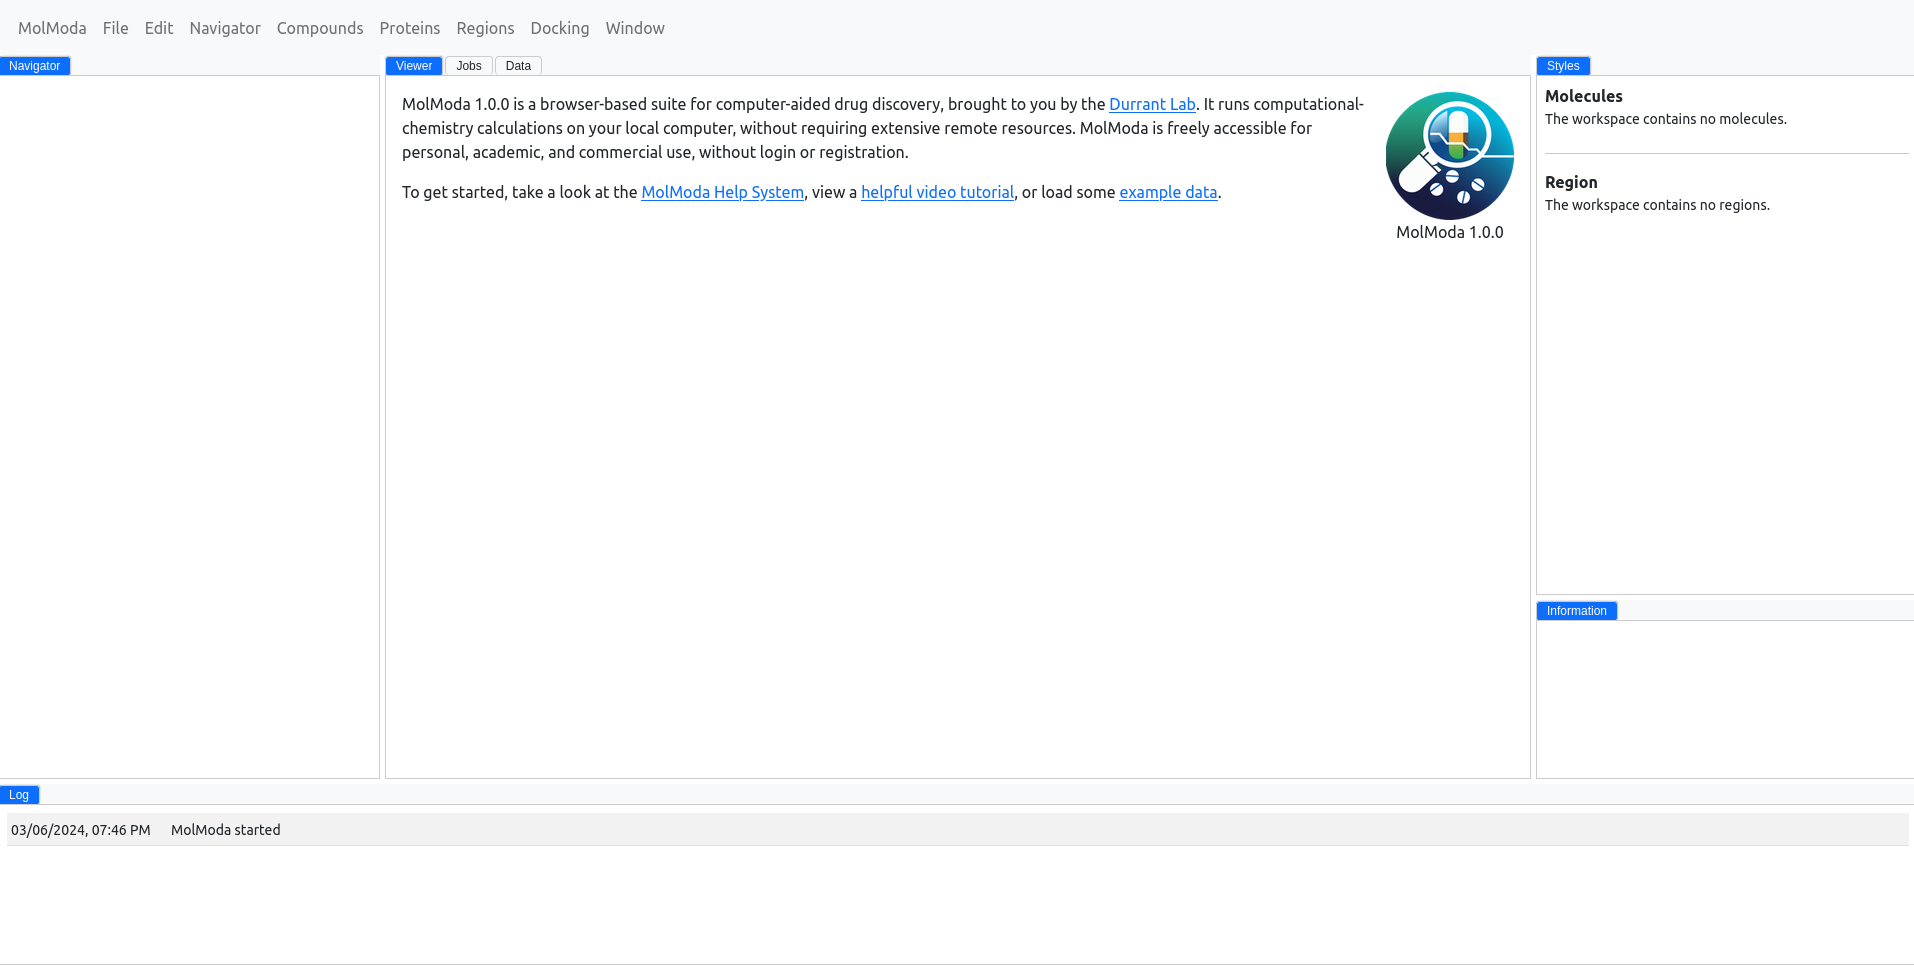 MolModa File Edit Navigator Compounds Proteins Regions Docking Window
Navigator
Viewer Jobs Data
MolModa 1.0.0 is a browser-based suite for computer-aided drug discovery, brought to you by the Durrant Lab. It runs computational-
chemistry calculations on your local computer, without requiring extensive remote resources. MolModa is freely accessible for
personal, academic, and commercial use, without login or registration.
To get started, take a look at the MolModa Help System, view a helpful video tutorial, or load some example data.
MolModa 1.0.0
Styles
Molecules
The workspace contains no molecules.
Region
The workspace contains no regions.
Information
Log
03/06/2024, 07:46 PM MolModa started